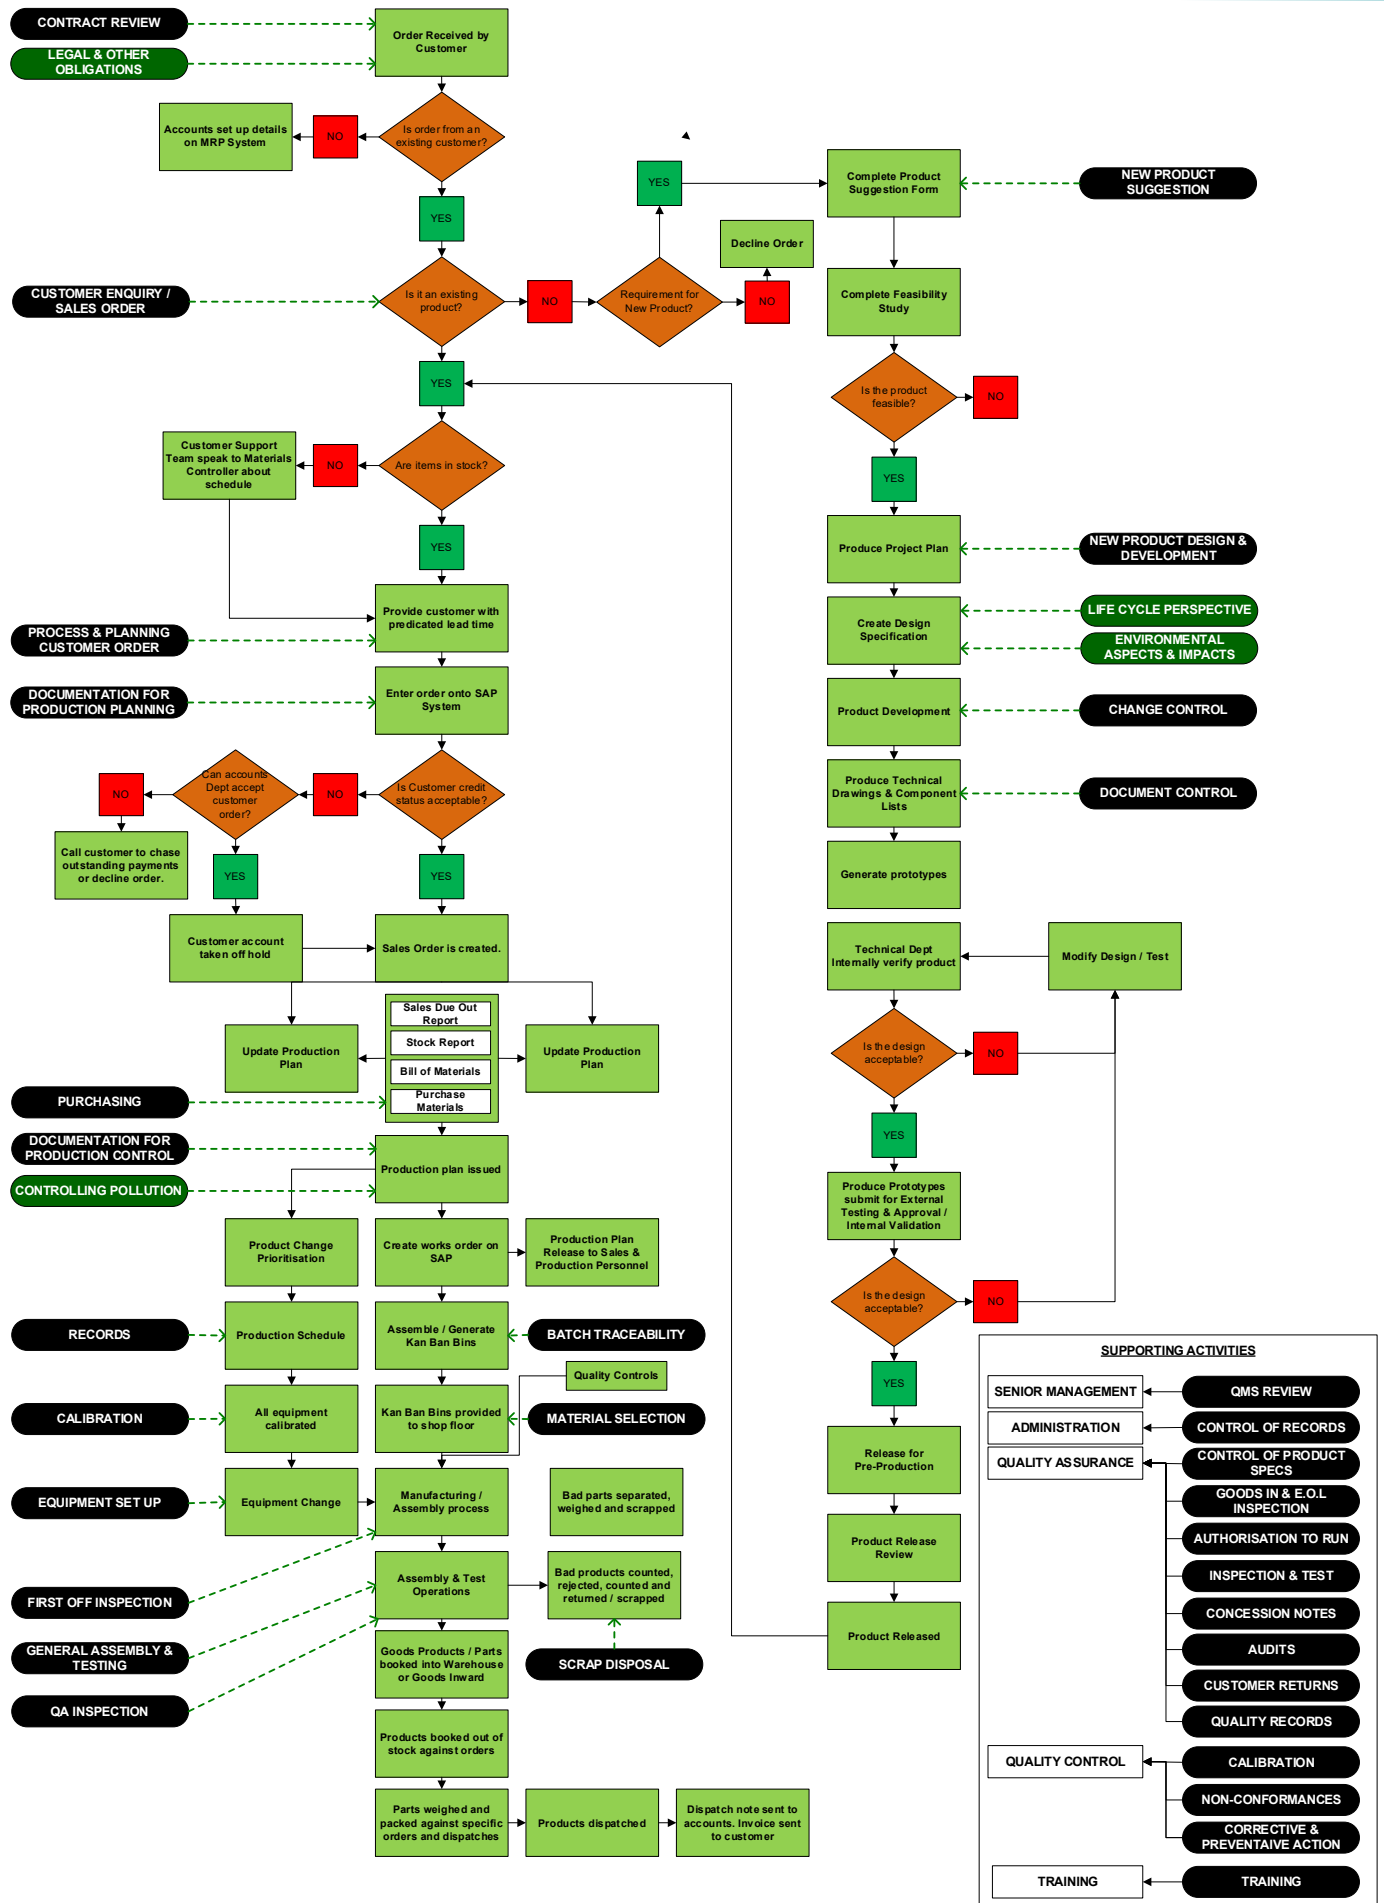 CONTRACT REVIEW
LEGAL & OTHER
OBLIGATIONS
Order Received by
Customer
Accounts set up details
on MRP System
NO
Is order from an
existing customer?
YES
CUSTOMER ENQUIRY /
SALES ORDER
Is it an existing
product?
NO
Requirement for
New Product?
YES
NO
Decline Order
Complete Product
Suggestion Form
NEW PRODUCT
SUGGESTION
Complete Feasibility
Study
Is the product
feasible?
NO
YES
YES
Customer Support
Team speak to Materials
Controller about
schedule
NO
Are items in stock?
YES
Produce Project Plan
NEW PRODUCT DESIGN &
DEVELOPMENT
PROCESS & PLANNING
CUSTOMER ORDER
Provide customer with
predicated lead time
Create Design
Specification
LIFE CYCLE PERSPECTIVE
ENVIRONMENTAL
ASPECTS & IMPACTS
DOCUMENTATION FOR
PRODUCTION PLANNING
Enter order onto SAP
System
Product Development
CHANGE CONTROL
NO
Can accounts
Dept accept
customer
order?
NO
Is Customer credit
status acceptable?
Produce Technical
Drawings & Component
Lists
DOCUMENT CONTROL
Call customer to chase
outstanding payments
or decline order.
YES
YES
Generate prototypes
Customer account
taken off hold
Sales Order is created.
Technical Dept
Internally verify product
Modify Design / Test
Update Production
Plan
Sales Due Out
Report
Stock Report
Bill of Materials
Purchase
Materials
Update Production
Plan
Is the design
acceptable?
NO
YES
PURCHASING
DOCUMENTATION FOR
PRODUCTION CONTROL
CONTROLLING POLLUTION
Production plan issued
Produce Prototypes
submit for External
Testing & Approval /
Internal Validation
Product Change
Prioritisation
Create works order on
SAP
Production Plan
Release to Sales &
Production Personnel
Is the design
acceptable?
NO
YES
RECORDS
Production Schedule
Assemble / Generate
Kan Ban Bins
BATCH TRACEABILITY
Quality Controls
CALIBRATION
All equipment
calibrated
Kan Ban Bins provided
to shop floor
MATERIAL SELECTION
Release for
Pre-Production
EQUIPMENT SET UP
Equipment Change
Manufacturing /
Assembly process
Bad parts separated,
weighed and scrapped
Product Release
Review
FIRST OFF INSPECTION
Assembly & Test
Operations
Bad products counted,
rejected, counted and
returned / scrapped
Product Released
GENERAL ASSEMBLY &
TESTING
Goods Products / Parts
booked into Warehouse
or Goods Inward
SCRAP DISPOSAL
QA INSPECTION
Products booked out of
stock against orders
Parts weighed and
packed against specific
orders and dispatches
Products dispatched
Dispatch note sent to
accounts. Invoice sent
to customer
SUPPORTING ACTIVITIES
SENIOR MANAGEMENT
QMS REVIEW
ADMINISTRATION
CONTROL OF RECORDS
QUALITY ASSURANCE
CONTROL OF PRODUCT
SPECS
GOODS IN & E.O.L
INSPECTION
AUTHORISATION TO RUN
INSPECTION & TEST
CONCESSION NOTES
AUDITS
CUSTOMER RETURNS
QUALITY RECORDS
QUALITY CONTROL
CALIBRATION
NON-CONFORMANCES
CORRECTIVE &
PREVENTAIVE ACTION
TRAINING
TRAINING